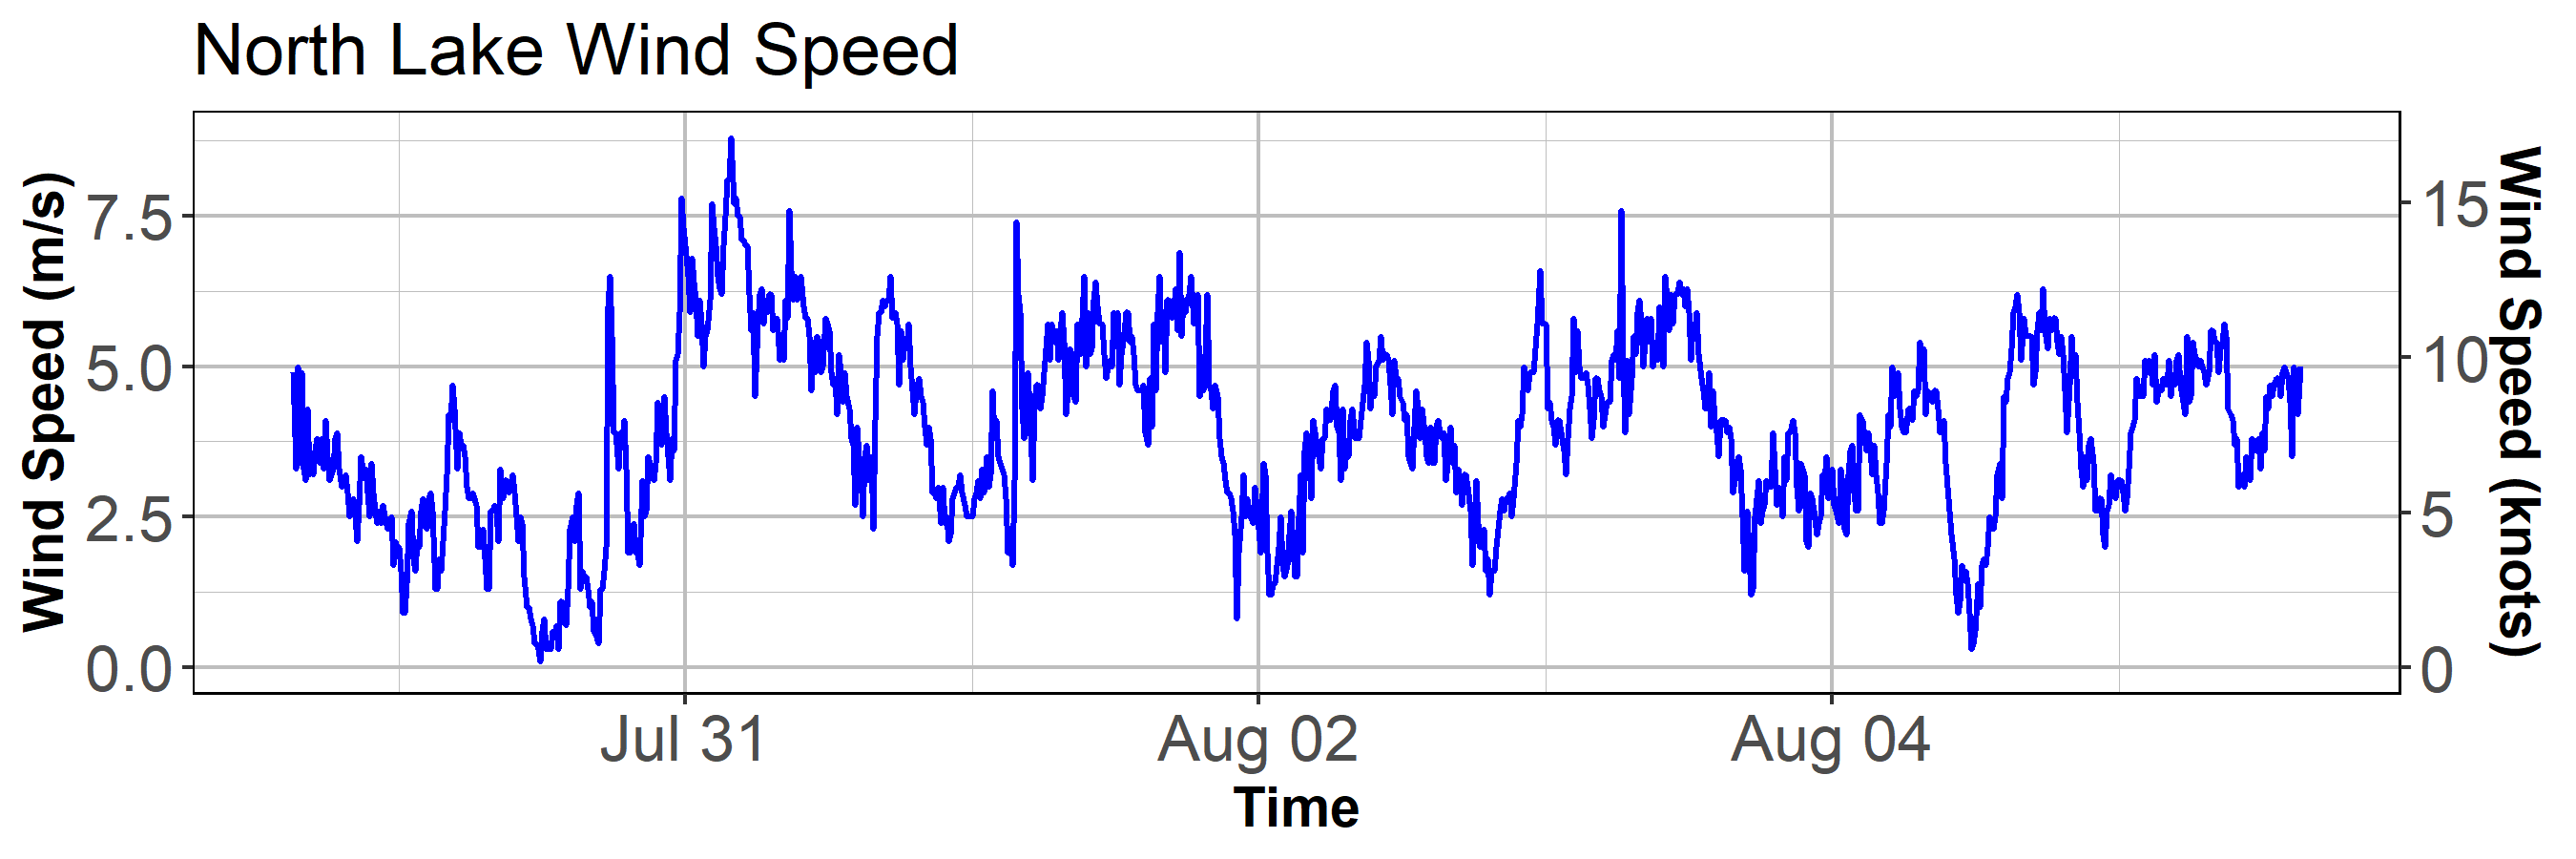 North Lake Wind Speed
Wind Speed (m/s)
7.5
5.0
2.5
0.0
15
10
5
0
Wind Speed (knots)
Jul 31
Aug 02
Aug 04
Time